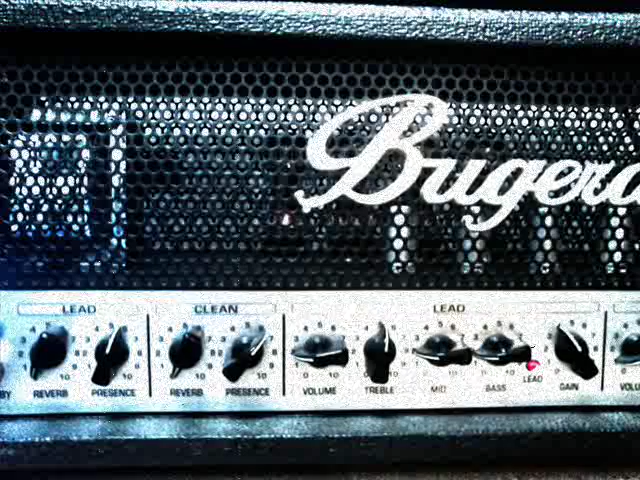 Bugera
LEAD CLEAN LEAD
REVERB PRESENCE REVERB PRESENCE VOLUME TREBLE MID BASS LEAD GAIN